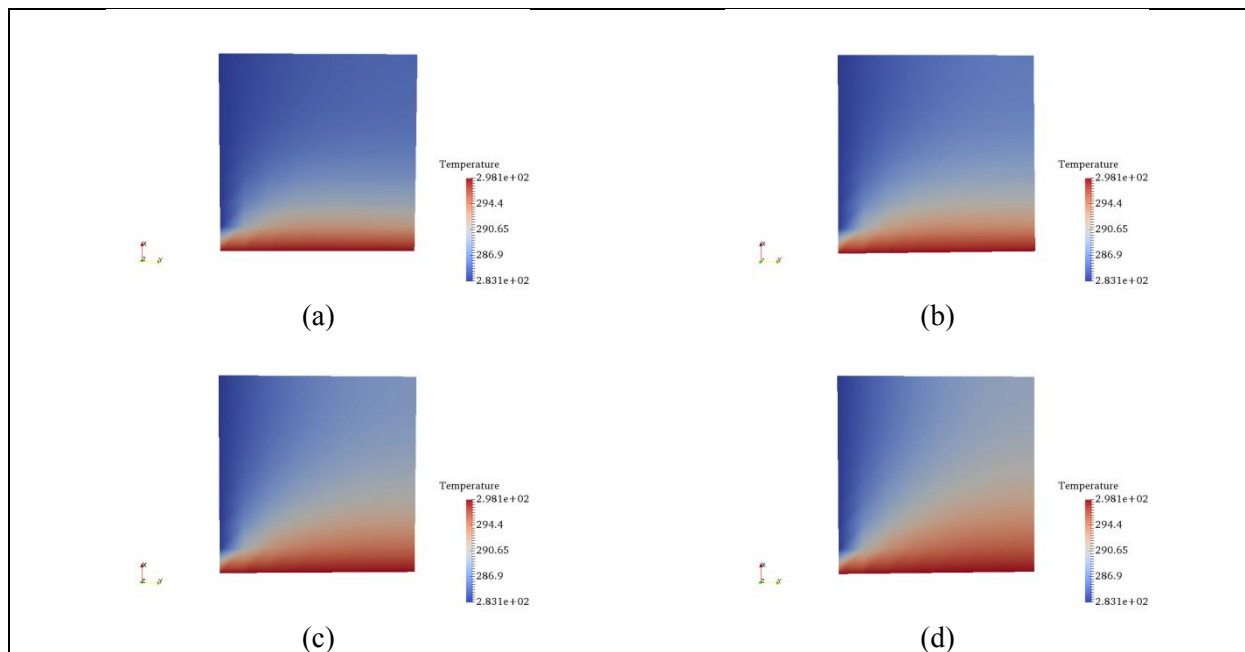 Temperature
2.981e+02
294.4
290.65
286.9
2.831e+02
X
Z
Y
(a)
Temperature
2.981e+02
294.4
290.65
286.9
2.831e+02
X
Z
Y
(b)
Temperature
2.981e+02
294.4
290.65
286.9
2.831e+02
X
Z
Y
(c)
Temperature
2.981e+02
294.4
290.65
286.9
2.831e+02
X
Z
Y
(d)